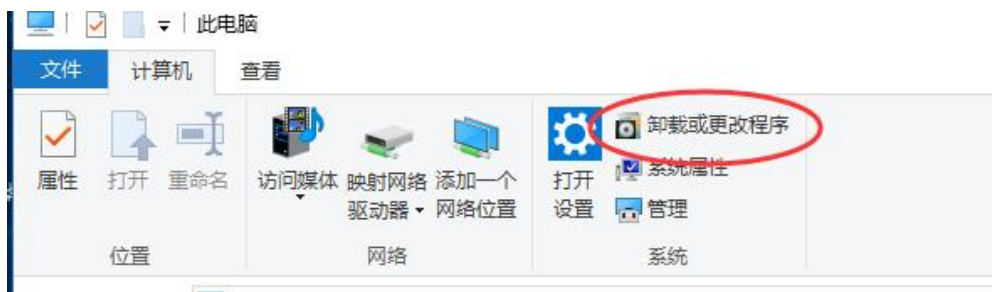 此电脑
文件 计算机 查看
属性 打开 重命名 访问媒体 映射网络驱动器 添加一个网络位置 打开设置
卸载或更改程序
系统属性
管理
位置 网络 系统